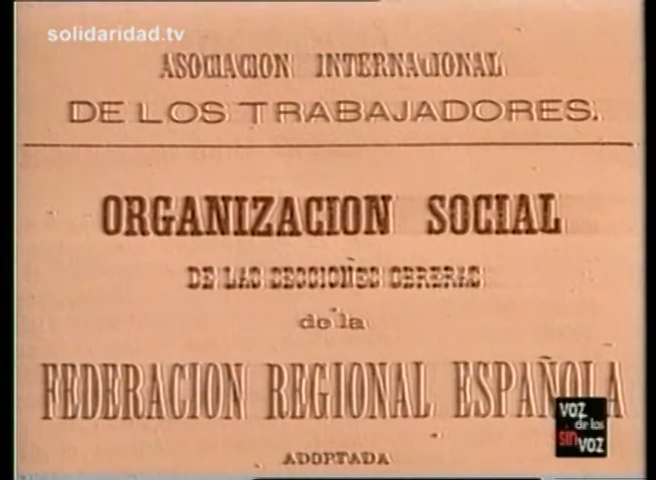 solidaridad.tv
ASOCIACION INTERNACIONAL
DE LOS TRABAJADORES.
ORGANIZACION SOCIAL
DE LAS SECCIONES OBRERAS
de la
FEDERACION REGIONAL ESPAÑOLA
ADOPTADA
VOZ
de los
sin
VOZ